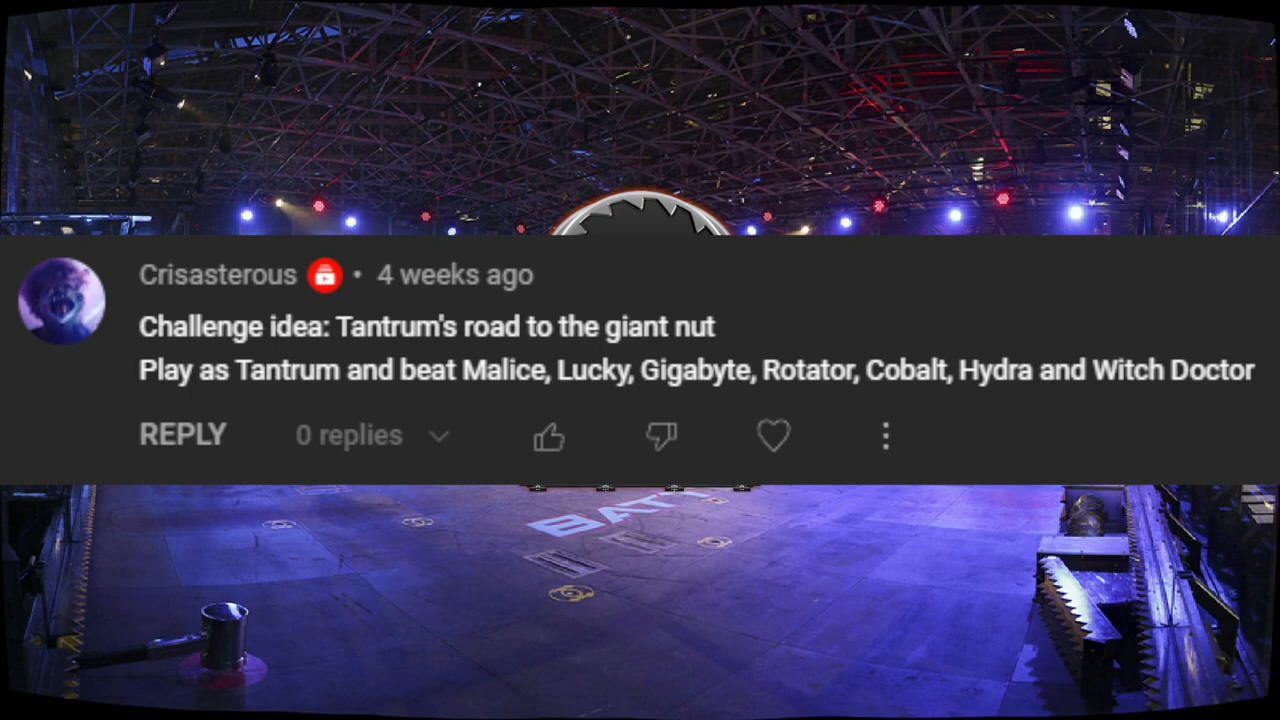 Crisasterous • 4 weeks ago
Challenge idea: Tantrum's road to the giant nut
Play as Tantrum and beat Malice, Lucky, Gigabyte, Rotator, Cobalt, Hydra and Witch Doctor
REPLY 0 replies
BATT